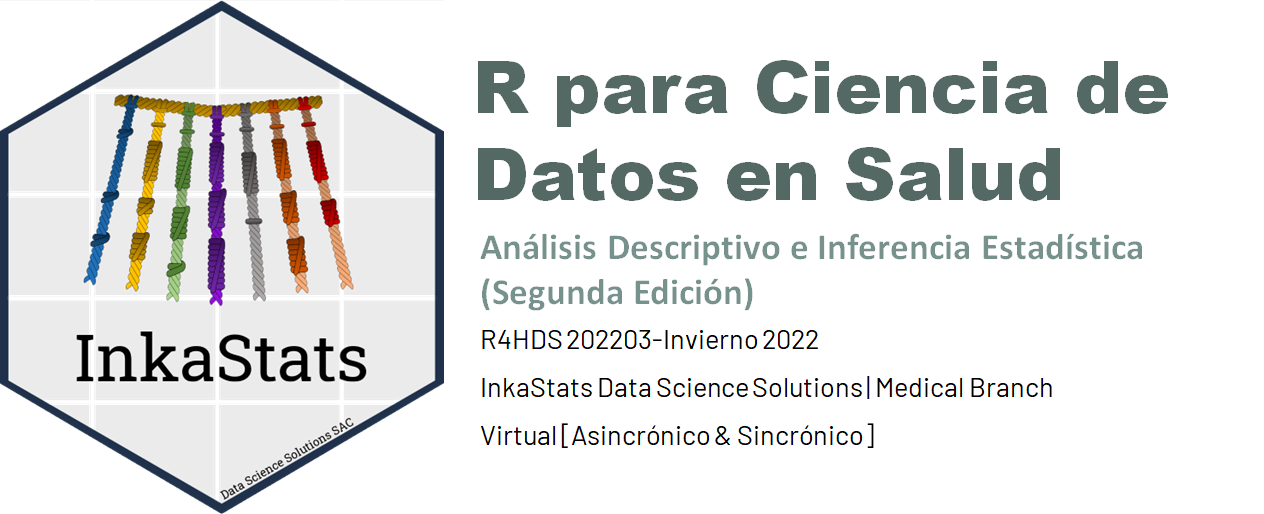 InkaStats
Data Science Solutions SAC
R para Ciencia de
Datos en Salud
Análisis Descriptivo e Inferencia Estadística
(Segunda Edición)
R4HDS 202203-Invierno 2022
InkaStats Data Science Solutions | Medical Branch
Virtual [Asincrónico & Sincrónico]